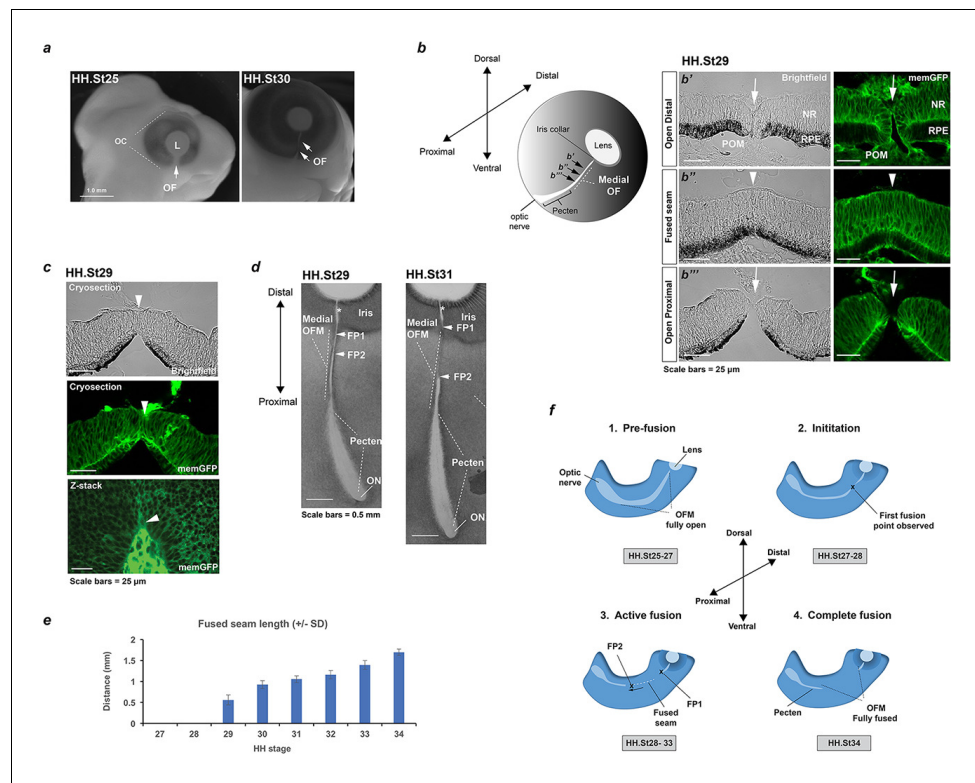 a
HH.St25
HH.St30
OC
L
OF
OF
1.0 mm
b
Dorsal
Distal
Proximal
Ventral
Iris collar
Lens
b'
b''
b'''
Medial
OF
Pecten
optic
nerve
HH.St29
b'
Brightfield
memGFP
Open Distal
NR
RPE
POM
NR
RPE
POM
b''
Fused seam
b'''
Open Proximal
Scale bars = 25 µm
c
HH.St29
Cryosection
Brightfield
Cryosection
memGFP
Z-stack
memGFP
Scale bars = 25 µm
d
HH.St29
HH.St31
Distal
Proximal
*
Iris
Medial
OFM
FP1
FP2
Pecten
ON
Scale bars = 0.5 mm
*
Iris
Medial
OFM
FP1
FP2
Pecten
ON
e
Fused seam length (+/- SD)
Distance (mm)
2
1.5
1
0.5
0
27 28 29 30 31 32 33 34
HH stage
f
1. Pre-fusion
Lens
Optic
nerve
OFM
fully open
HH.St25-27
2. Inititation
x
First fusion
point observed
HH.St27-28
Dorsal
Distal
Proximal
Ventral
3. Active fusion
FP2
x
x
FP1
Fused
seam
HH.St28- 33
4. Complete fusion
Pecten
OFM
Fully fused
HH.St34